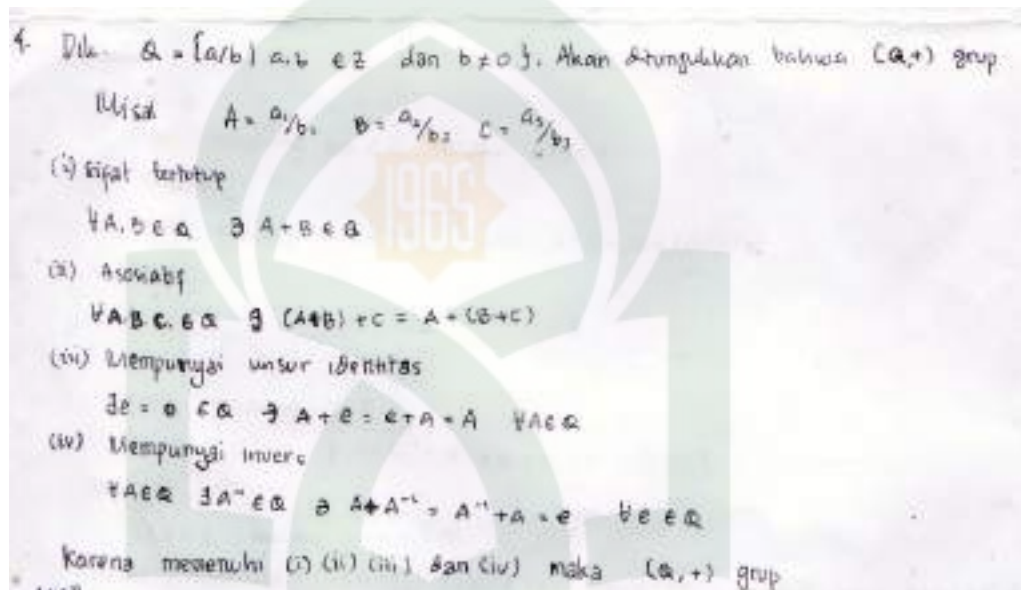 4. Dik. Q = {a/b | a, b ∈ Z dan b ≠ 0}. Akan ditunjukkan bahwa (Q,+) grup
Misal A = a₁/b₁ B = a₂/b₂ C = a₃/b₃
(i) Sifat tertutup
∀A, B ∈ Q ∋ A + B ∈ Q
(ii) Asosiatif
∀A B C. ∈ Q ∋ (A+B) + C = A + (B+C)
(iii) Mempunyai unsur identitas
∃e = 0 ∈ Q ∋ A + e = e + A = A ∀A ∈ Q
(iv) Mempunyai invers
∀A ∈ Q ∃A⁻¹ ∈ Q ∋ A + A⁻¹ = A⁻¹ + A = e ∀e ∈ Q
Karena memenuhi (i) (ii) (iii) dan (iv) maka (Q,+) grup
1965